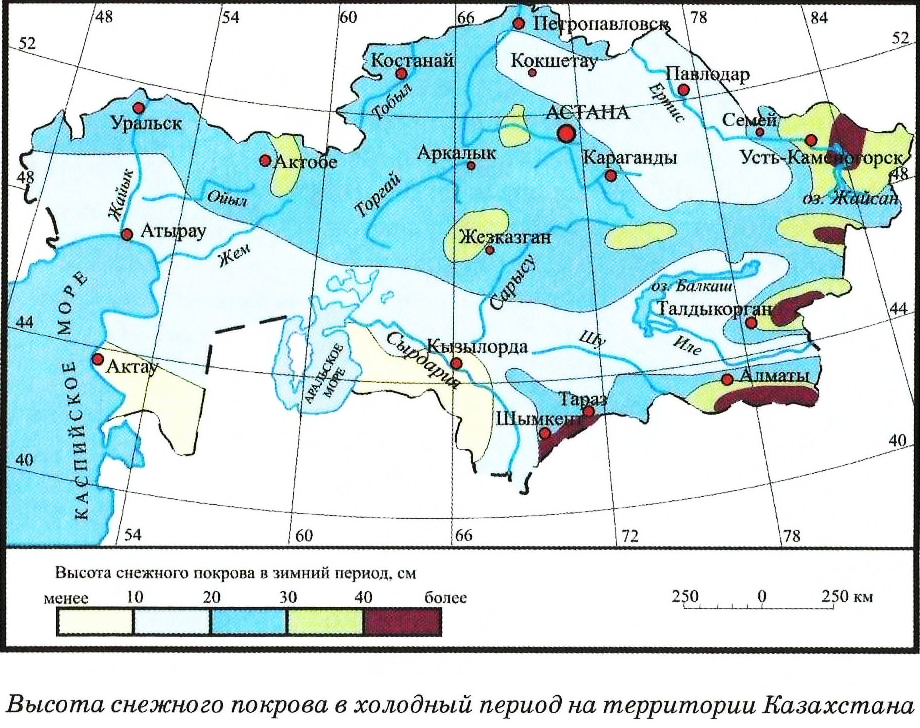 48
54
60
66
78
84
52
52
Петропавловск
Костанай
Кокшетау
Павлодар
Тобыл
Ертис
Уральск
АСТАНА
Семей
Актобе
Аркалык
Караганды
Усть-Каменогорск
48
48
Жайык
Ойыл
Торгай
оз. Жайсан
Атырау
Жем
Жезказган
Сарысу
оз. Балкаш
Талдыкорган
44
44
КАСПИЙСКОЕ МОРЕ
Актау
АРАЛЬСКОЕ МОРЕ
Сырдария
Кызылорда
Шу
Иле
Алматы
Тараз
Шымкент
40
40
54
60
66
72
78
Высота снежного покрова в зимний период, см
менее 10 20 30 40 более
250 0 250 км
Высота снежного покрова в холодный период на территории Казахстана